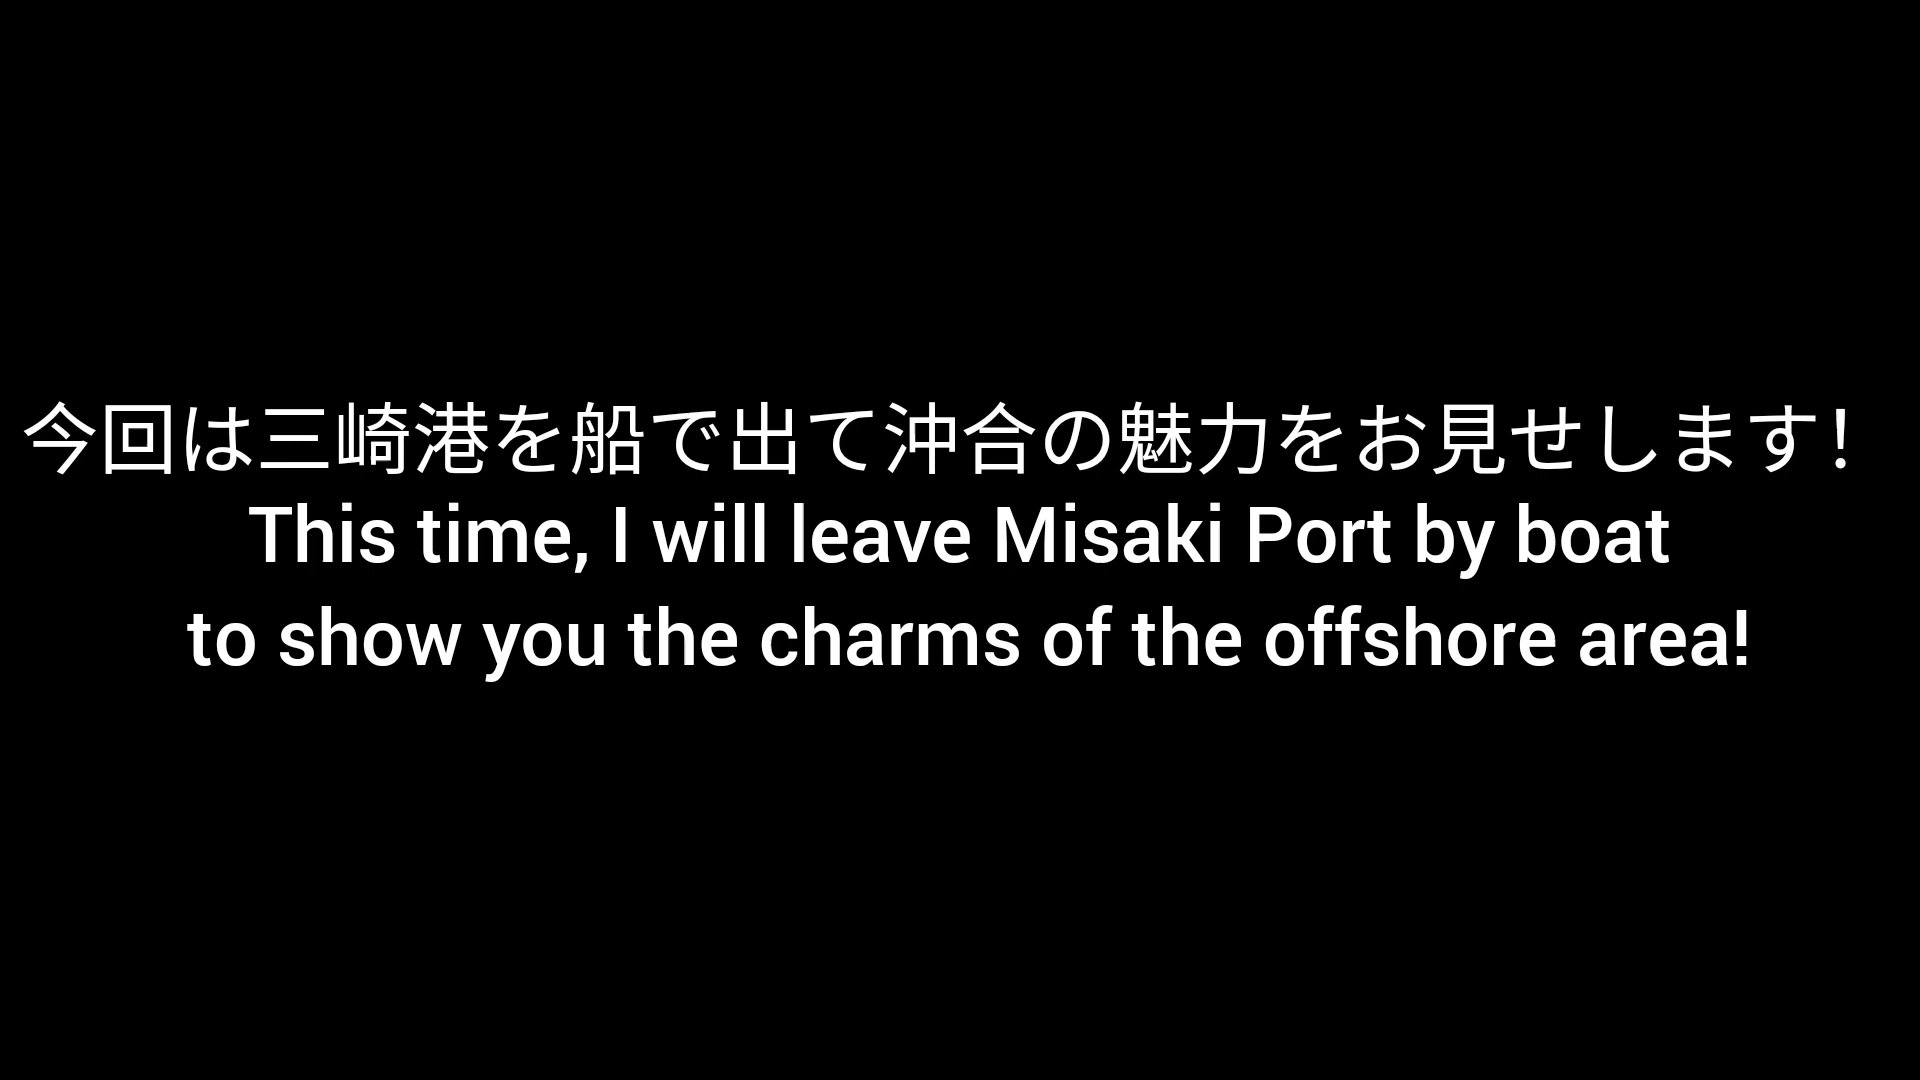 今回は三崎港を船で出て沖合の魅力をお見せします！
This time, I will leave Misaki Port by boat
to show you the charms of the offshore area!